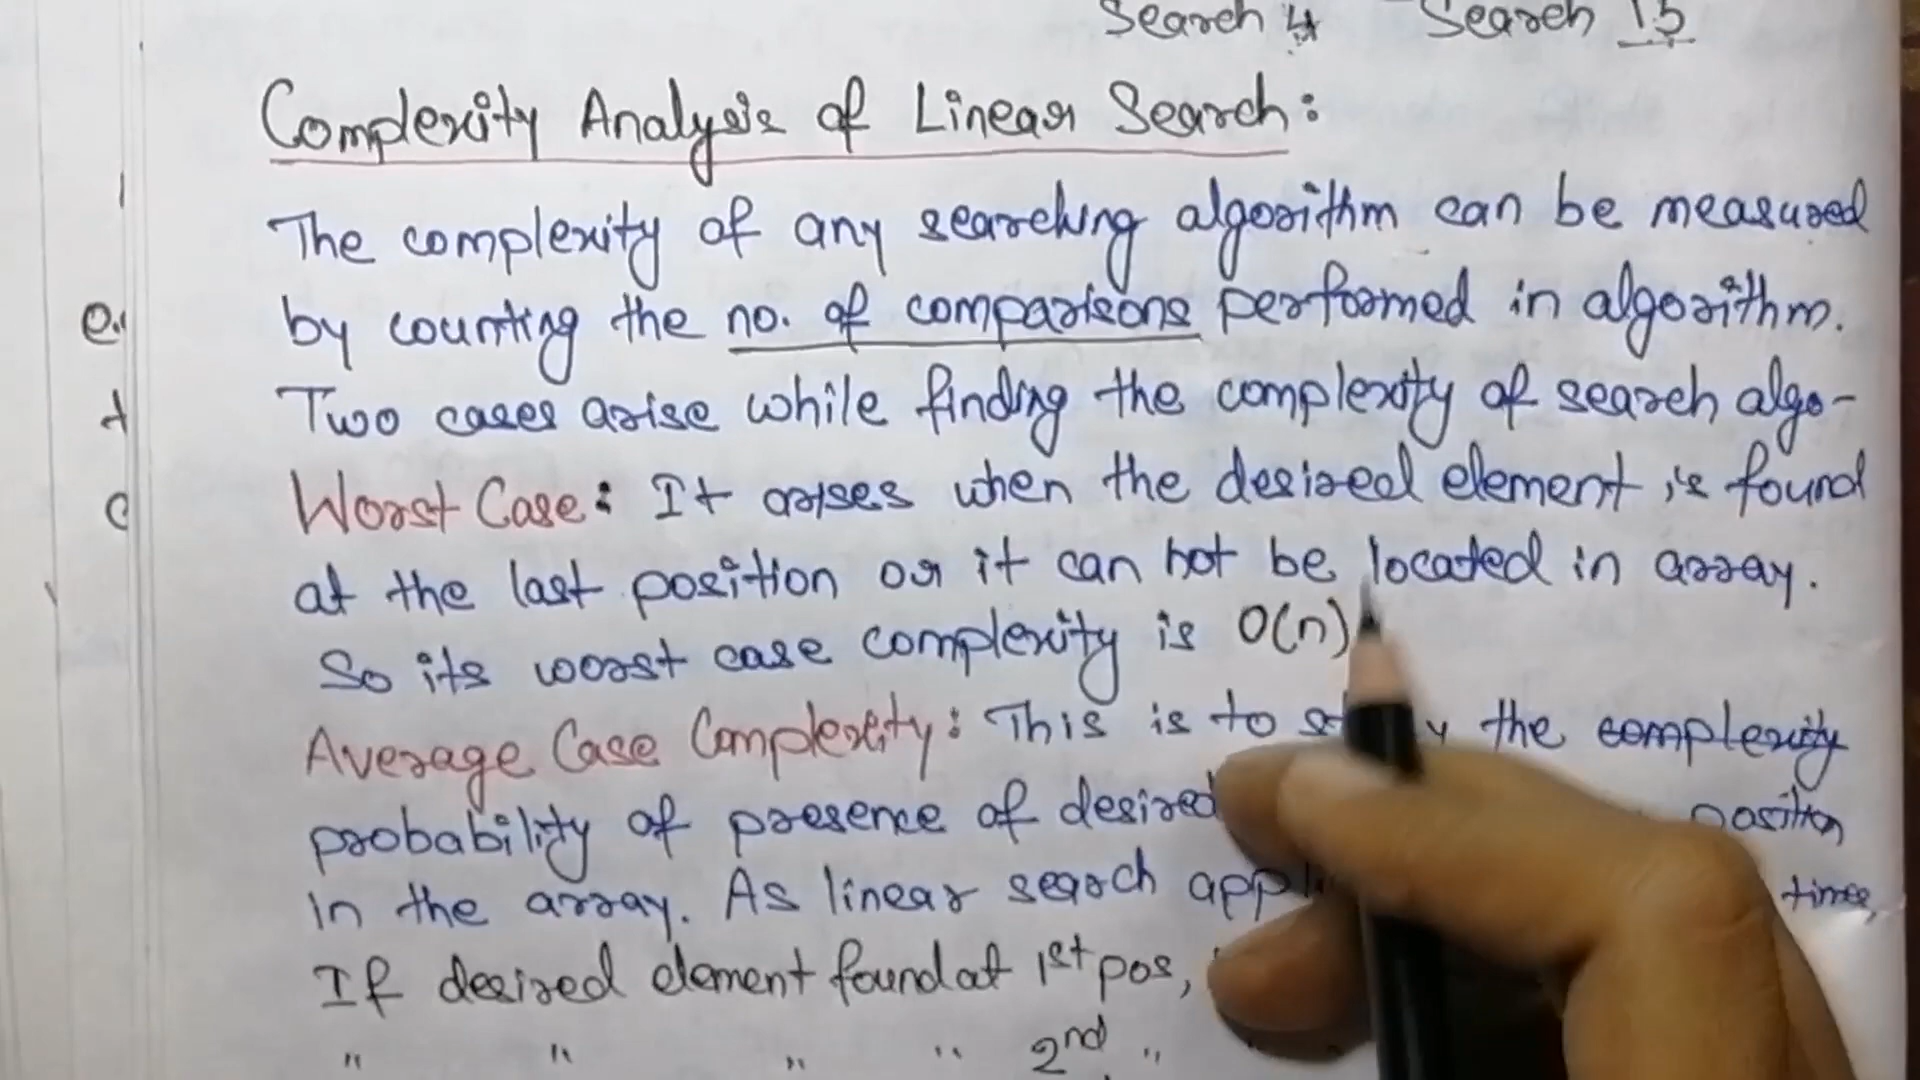 Search 4 Search 15
Complexity Analysis of Linear Search:
The complexity of any searching algorithm can be measured
by counting the no. of comparisons performed in algorithm.
Two cases arise while finding the complexity of search algo-
Worst Case: It arises when the desired element is found
at the last position or it can not be located in array.
So its worst case complexity is O(n)
Average Case Complexity: This is to the complexity
probability of presence of desired position
in the array. As linear search times,
If desired element found at 1st pos,
" " " " 2nd "